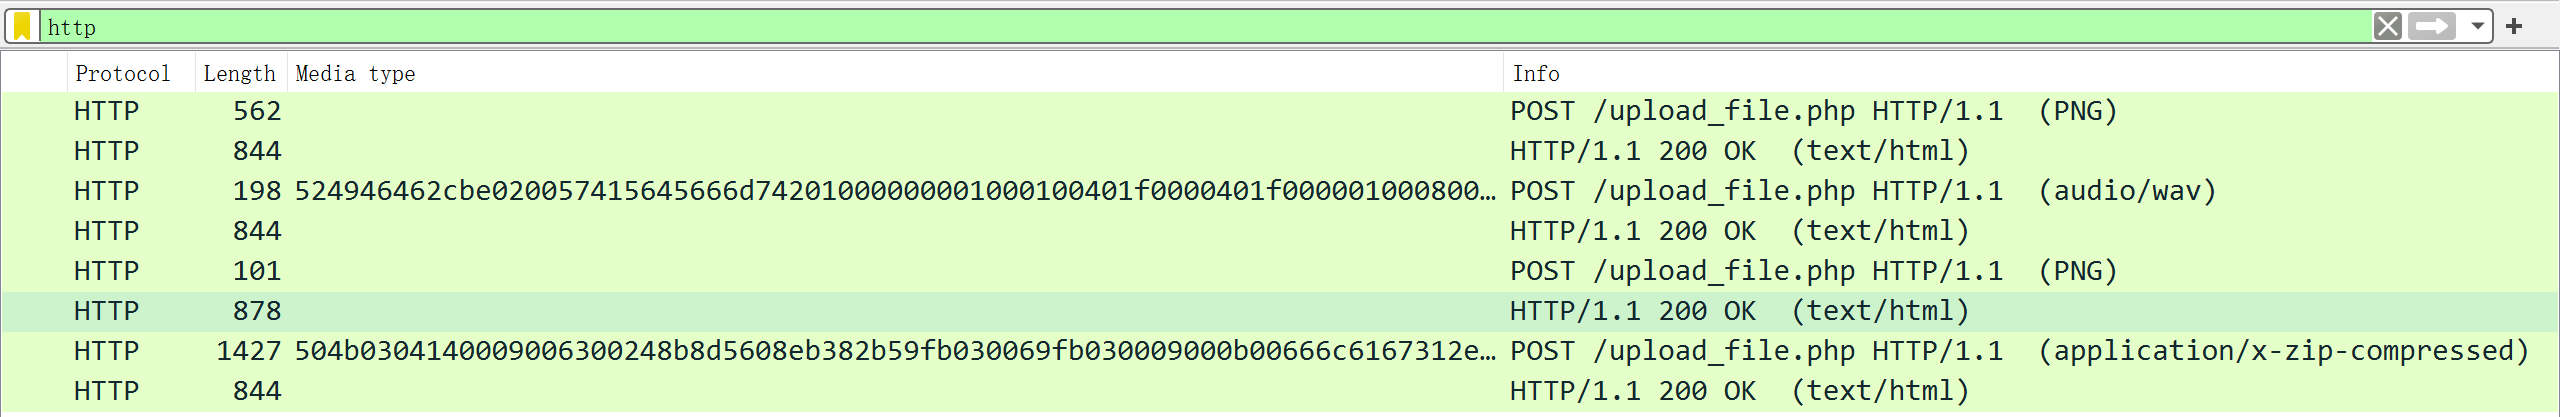 http
Protocol Length Media type Info
HTTP 562 POST /upload_file.php HTTP/1.1 (PNG)
HTTP 844 HTTP/1.1 200 OK (text/html)
HTTP 198 524946462cbe020057415645666d7420100000000100010​0401f0000401f000001000800… POST /upload_file.php HTTP/1.1 (audio/wav)
HTTP 844 HTTP/1.1 200 OK (text/html)
HTTP 101 POST /upload_file.php HTTP/1.1 (PNG)
HTTP 878 HTTP/1.1 200 OK (text/html)
HTTP 1427 504b0304140009006300248b8d5608eb382b59fb030069fb030009000b00666c6167312e… POST /upload_file.php HTTP/1.1 (application/x-zip-compressed)
HTTP 844 HTTP/1.1 200 OK (text/html)